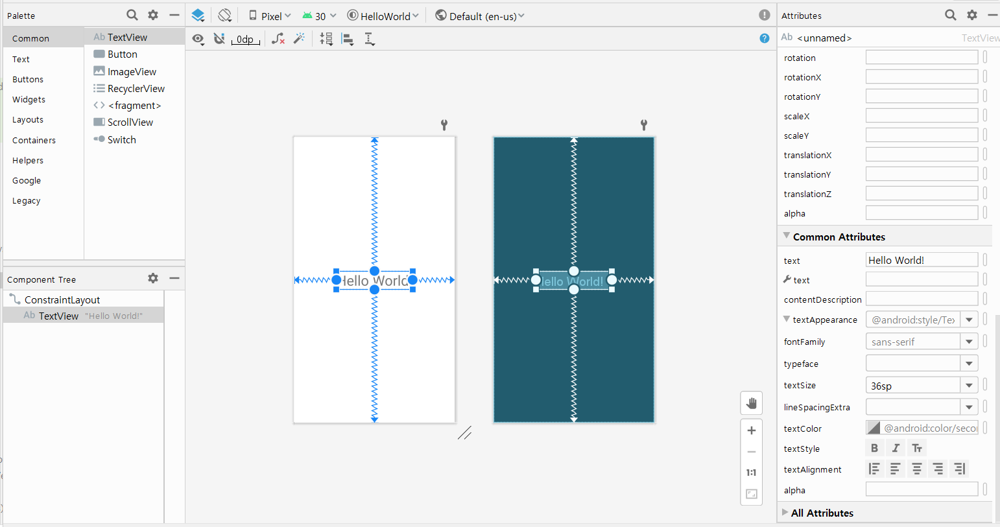 Palette
Pixel
30
HelloWorld
Default (en-us)
Attributes
Common
Text
Buttons
Widgets
Layouts
Containers
Helpers
Google
Legacy
Ab TextView
Button
ImageView
RecyclerView
<fragment>
ScrollView
Switch
0dp
Ab <unnamed>
TextView
Component Tree
ConstraintLayout
Ab TextView "Hello World!"
Hello World
Hello World!
1:1
rotation
rotationX
rotationY
scaleX
scaleY
translationX
translationY
translationZ
alpha
Common Attributes
text Hello World!
text
contentDescription
textAppearance @android:style/Tex
fontFamily sans-serif
typeface
textSize 36sp
lineSpacingExtra
textColor @android:color/seco
textStyle B I Tт
textAlignment
alpha
All Attributes